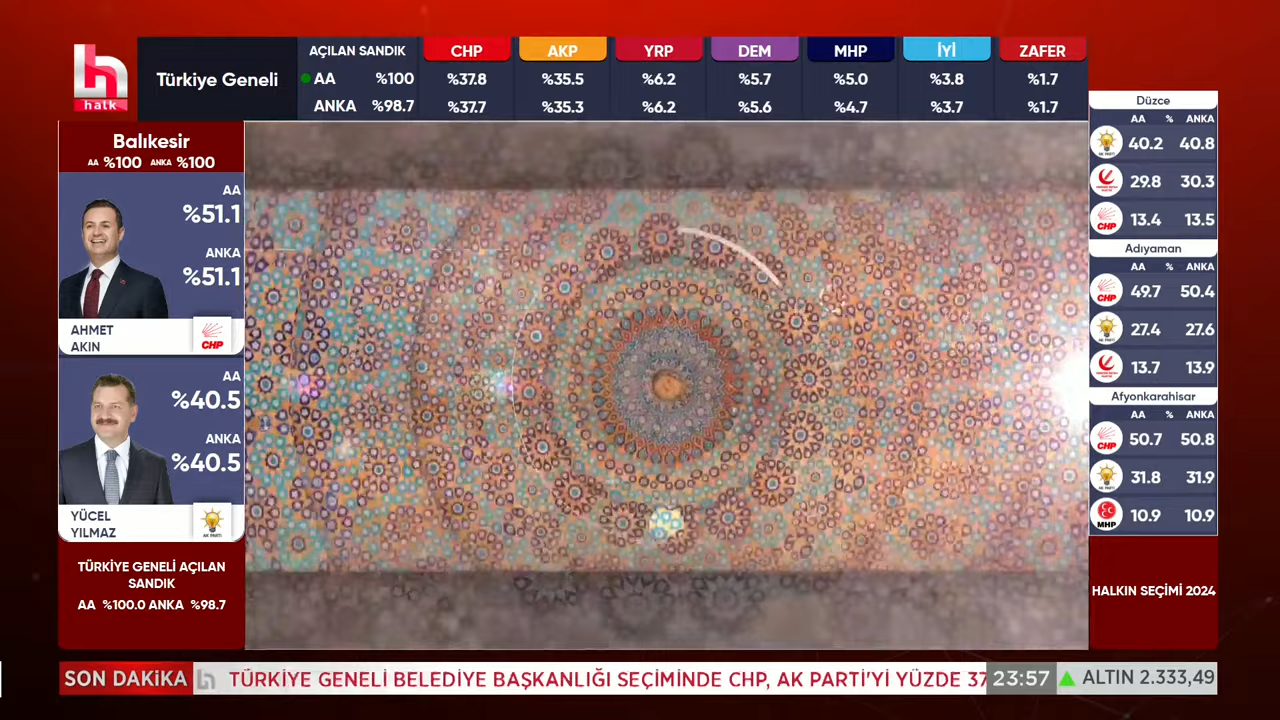 halk
Türkiye Geneli
AÇILAN SANDIK CHP AKP YRP DEM MHP İYİ ZAFER
AA %100 %37.8 %35.5 %6.2 %5.7 %5.0 %3.8 %1.7
ANKA %98.7 %37.7 %35.3 %6.2 %5.6 %4.7 %3.7 %1.7
Balıkesir
AA %100 ANKA %100
AA
%51.1
ANKA
%51.1
AHMET
AKIN
CHP
AA
%40.5
ANKA
%40.5
YÜCEL
YILMAZ
AK PARTİ
TÜRKİYE GENELİ AÇILAN
SANDIK
AA %100.0 ANKA %98.7
Düzce
AA % ANKA
AK PARTİ 40.2 40.8
29.8 30.3
CHP 13.4 13.5
Adıyaman
AA % ANKA
CHP 49.7 50.4
AK PARTİ 27.4 27.6
13.7 13.9
Afyonkarahisar
AA % ANKA
CHP 50.7 50.8
AK PARTİ 31.8 31.9
MHP 10.9 10.9
HALKIN SEÇİMİ 2024
SON DAKİKA h TÜRKİYE GENELİ BELEDİYE BAŞKANLIĞI SEÇİMİNDE CHP, AK PARTİ'Yİ YÜZDE 37 23:57 ALTIN 2.333,49